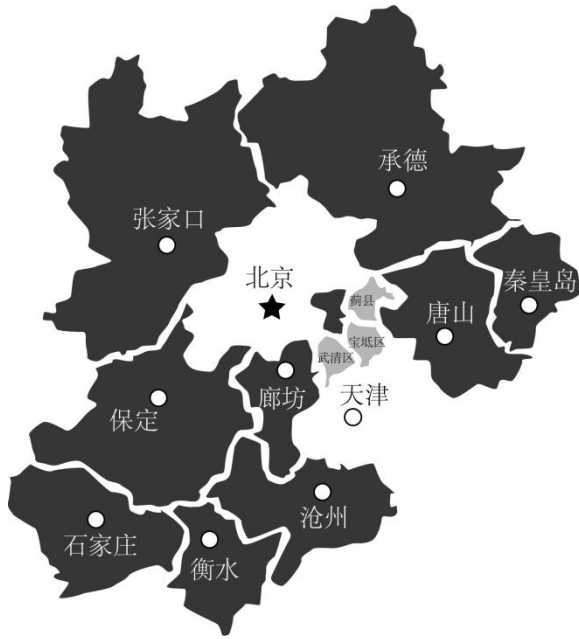 承德
张家口
北京
秦皇岛
蓟县
唐山
宝坻区
武清区
廊坊
天津
保定
沧州
石家庄
衡水